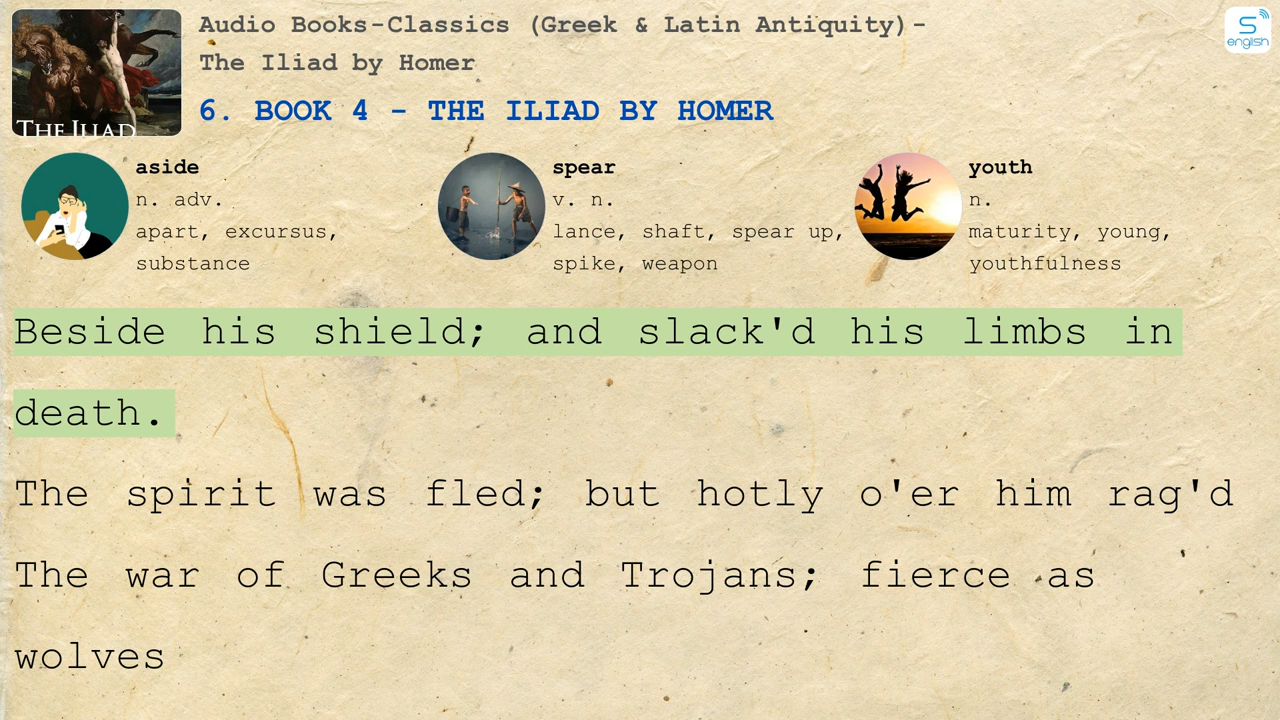 Audio Books-Classics (Greek & Latin Antiquity)-
The Iliad by Homer
6. BOOK 4 - THE ILIAD BY HOMER
THE ILIAD
S
english
aside
n. adv.
apart, excursus,
substance
spear
v. n.
lance, shaft, spear up,
spike, weapon
youth
n.
maturity, young,
youthfulness
Beside his shield; and slack'd his limbs in
death.
The spirit was fled; but hotly o'er him rag'd
The war of Greeks and Trojans; fierce as
wolves